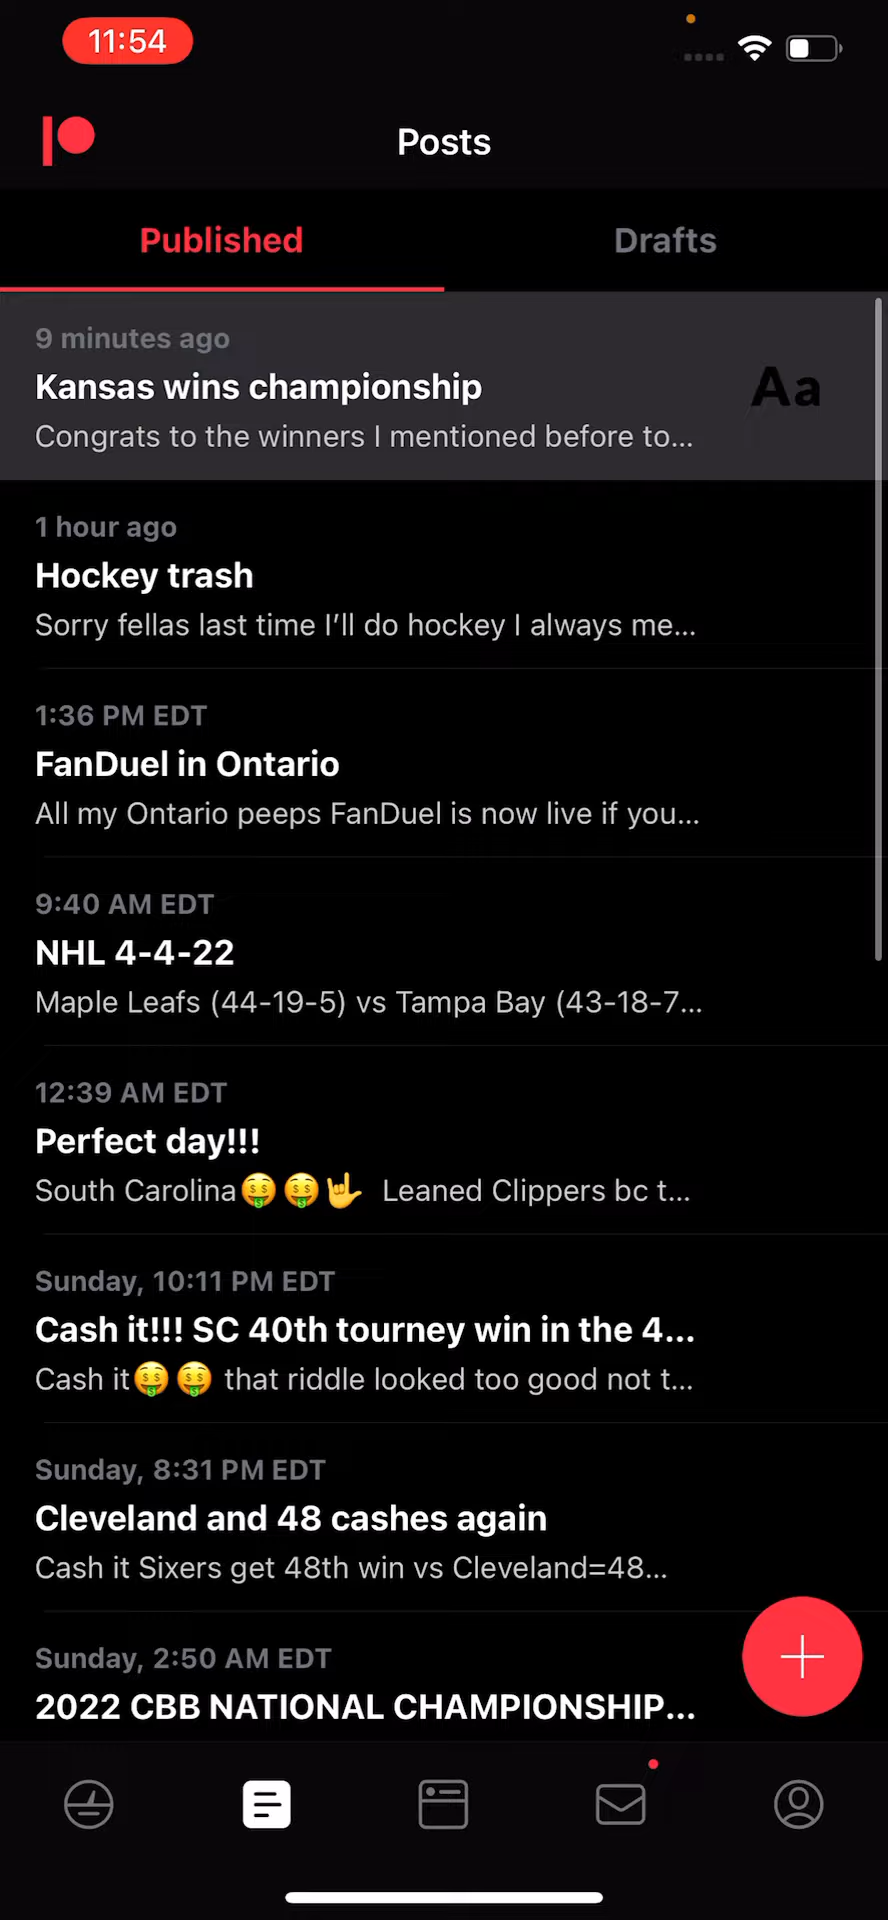 11:54
Posts
Published
Drafts
9 minutes ago
Kansas wins championship
Congrats to the winners I mentioned before to...
Aa
1 hour ago
Hockey trash
Sorry fellas last time I'll do hockey I always me...
1:36 PM EDT
FanDuel in Ontario
All my Ontario peeps FanDuel is now live if you...
9:40 AM EDT
NHL 4-4-22
Maple Leafs (44-19-5) vs Tampa Bay (43-18-7...
12:39 AM EDT
Perfect day!!!
South Carolina🤑🤑🤟 Leaned Clippers bc t...
Sunday, 10:11 PM EDT
Cash it!!! SC 40th tourney win in the 4...
Cash it🤑🤑 that riddle looked too good not t...
Sunday, 8:31 PM EDT
Cleveland and 48 cashes again
Cash it Sixers get 48th win vs Cleveland=48...
Sunday, 2:50 AM EDT
2022 CBB NATIONAL CHAMPIONSHIP...